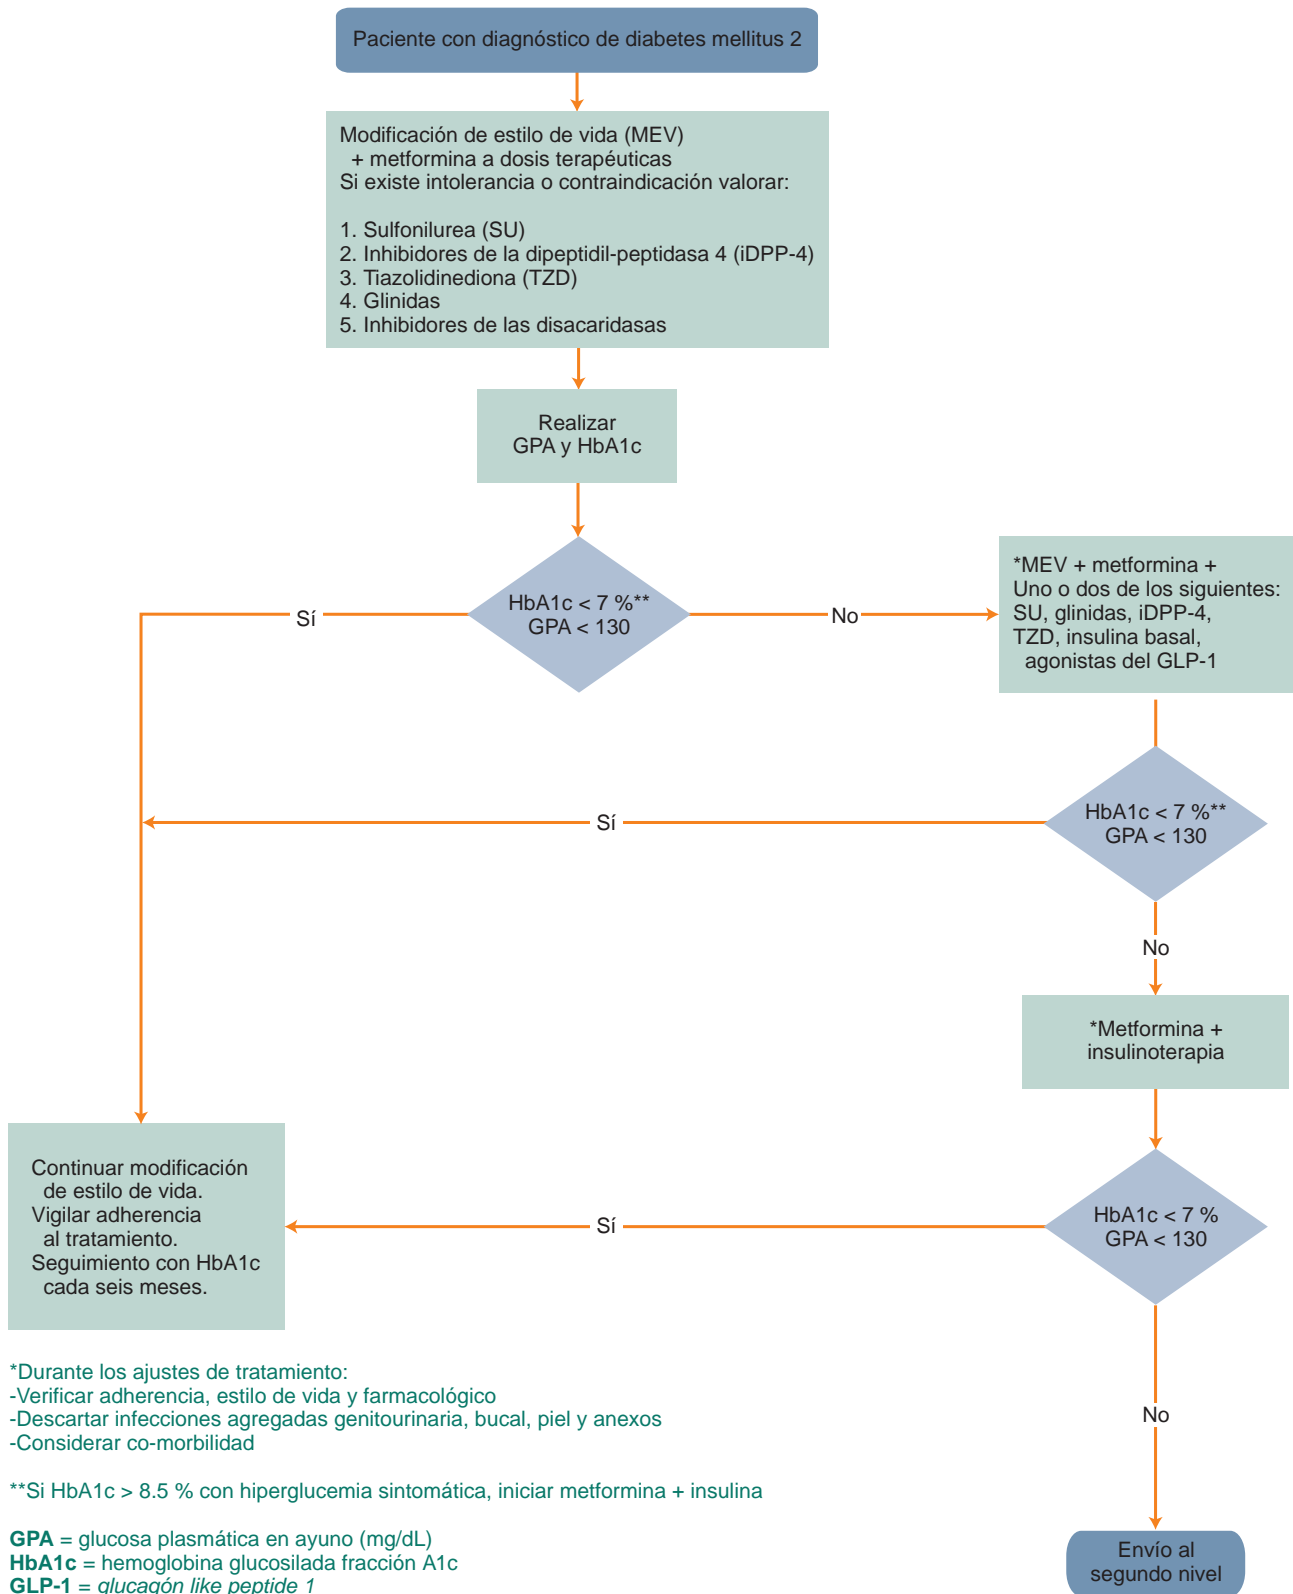 Paciente con diagnóstico de diabetes mellitus 2
Modificación de estilo de vida (MEV)
+ metformina a dosis terapéuticas
Si existe intolerancia o contraindicación valorar:
1. Sulfonilurea (SU)
2. Inhibidores de la dipeptidil-peptidasa 4 (iDPP-4)
3. Tiazolidinediona (TZD)
4. Glinidas
5. Inhibidores de las disacaridasas
Realizar
GPA y HbA1c
HbA1c < 7 %**
GPA < 130
Sí
No
*MEV + metformina +
Uno o dos de los siguientes:
SU, glinidas, iDPP-4,
TZD, insulina basal,
agonistas del GLP-1
HbA1c < 7 %**
GPA < 130
Sí
No
*Metformina +
insulinoterapia
HbA1c < 7 %
GPA < 130
Sí
No
Continuar modificación
de estilo de vida.
Vigilar adherencia
al tratamiento.
Seguimiento con HbA1c
cada seis meses.
Envío al
segundo nivel
*Durante los ajustes de tratamiento:
-Verificar adherencia, estilo de vida y farmacológico
-Descartar infecciones agregadas genitourinaria, bucal, piel y anexos
-Considerar co-morbilidad
**Si HbA1c > 8.5 % con hiperglucemia sintomática, iniciar metformina + insulina
GPA = glucosa plasmática en ayuno (mg/dL)
HbA1c = hemoglobina glucosilada fracción A1c
GLP-1 = glucagón like peptide 1